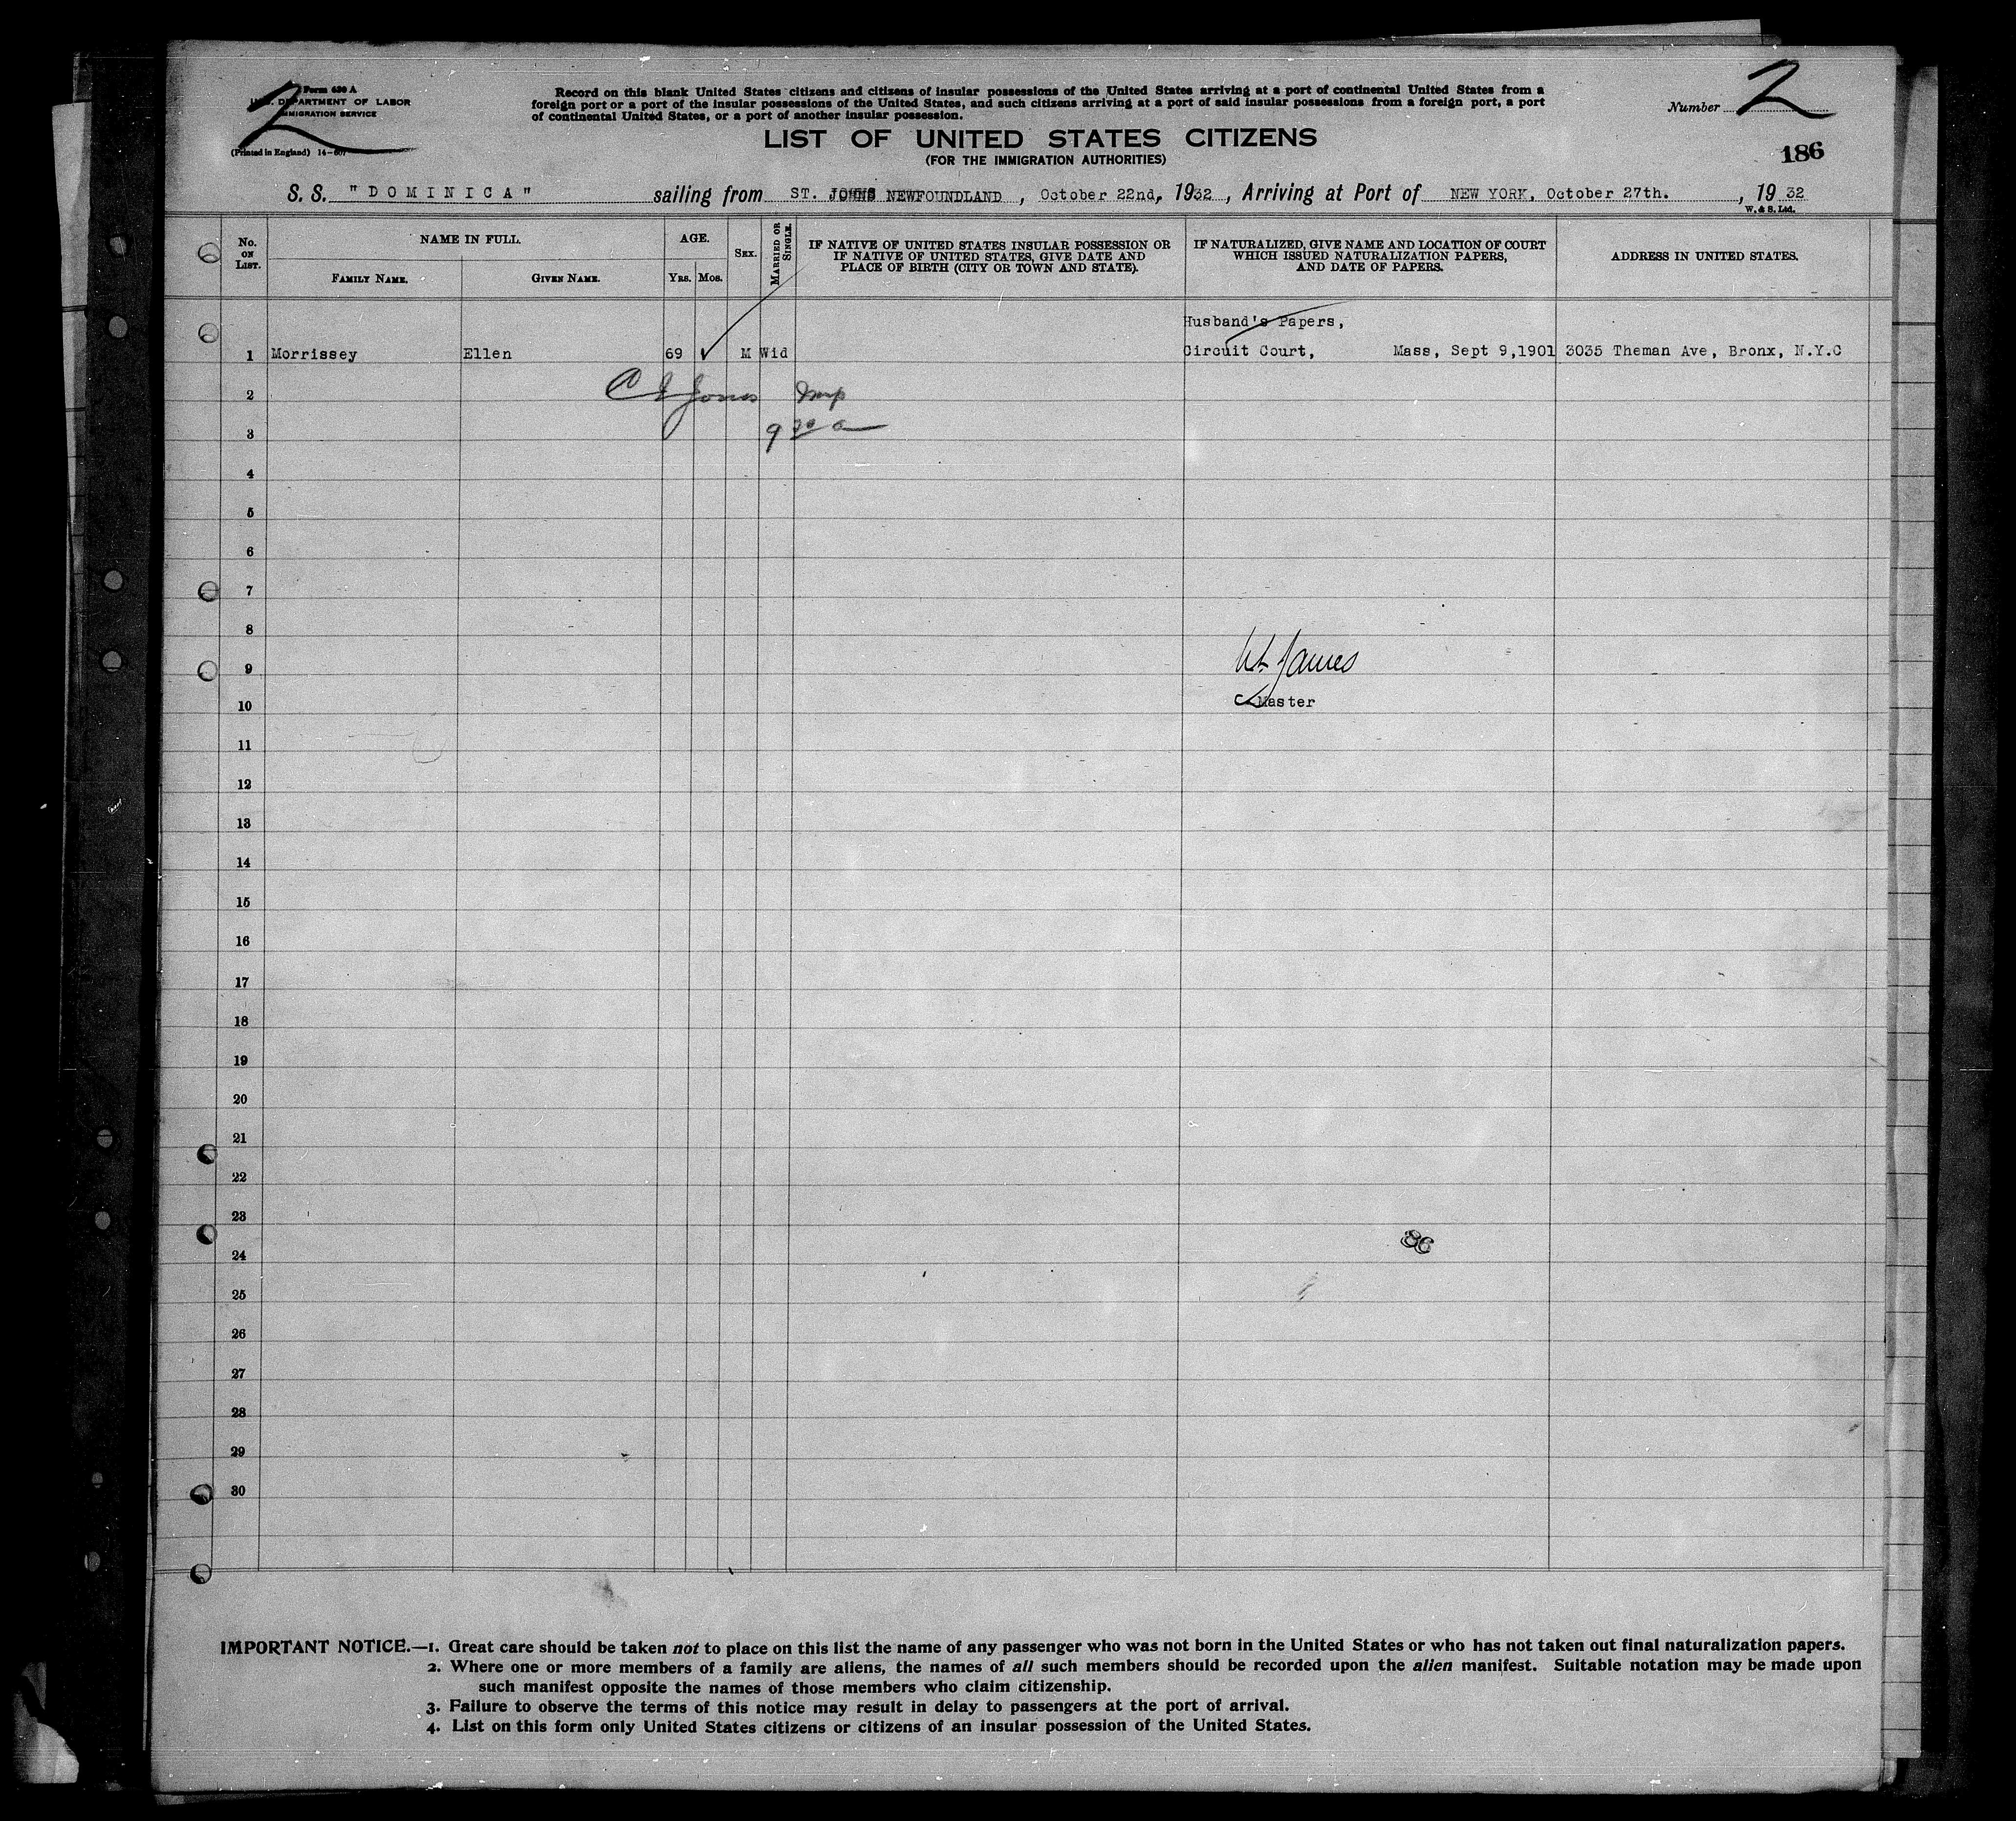 Form 630 A
U.S. DEPARTMENT OF LABOR
IMMIGRATION SERVICE
(Printed in England) 14—607
2
Record on this blank United States citizens and citizens of insular possessions of the United States arriving at a port of continental United States from a
foreign port or a port of the insular possessions of the United States, and such citizens arriving at a port of said insular possessions from a foreign port, a port
of continental United States, or a port of another insular possession.
Number 2
LIST OF UNITED STATES CITIZENS
(FOR THE IMMIGRATION AUTHORITIES)
186
S. S. "DOMINICA" sailing from ST. JOHNS NEWFOUNDLAND, October 22nd, 1932, Arriving at Port of NEW YORK, October 27th. , 1932
W. & S. Ltd.
No. ON LIST.
NAME IN FULL.
FAMILY NAME.
GIVEN NAME.
AGE.
YRS. MOS.
SEX.
MARRIED OR SINGLE.
IF NATIVE OF UNITED STATES INSULAR POSSESSION OR
IF NATIVE OF UNITED STATES, GIVE DATE AND
PLACE OF BIRTH (CITY OR TOWN AND STATE).
IF NATURALIZED, GIVE NAME AND LOCATION OF COURT
WHICH ISSUED NATURALIZATION PAPERS,
AND DATE OF PAPERS.
ADDRESS IN UNITED STATES.
Husband's Papers,
1 Morrissey Ellen 69 ✓ M Wid Circuit Court, Mass, Sept 9,1901 3035 Theman Ave, Bronx, N.Y.C
2 Jones Insp
3 9 30 a
4
5
6
7
8
9 James
10 Master
11
12
13
14
15
16
17
18
19
20
21
22
23
24 86
25
26
27
28
29
30
IMPORTANT NOTICE.—1. Great care should be taken not to place on this list the name of any passenger who was not born in the United States or who has not taken out final naturalization papers.
2. Where one or more members of a family are aliens, the names of all such members should be recorded upon the alien manifest. Suitable notation may be made upon
such manifest opposite the names of those members who claim citizenship.
3. Failure to observe the terms of this notice may result in delay to passengers at the port of arrival.
4. List on this form only United States citizens or citizens of an insular possession of the United States.